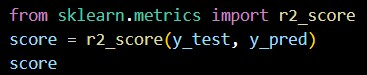 from sklearn.metrics import r2_score
score = r2_score(y_test, y_pred)
score